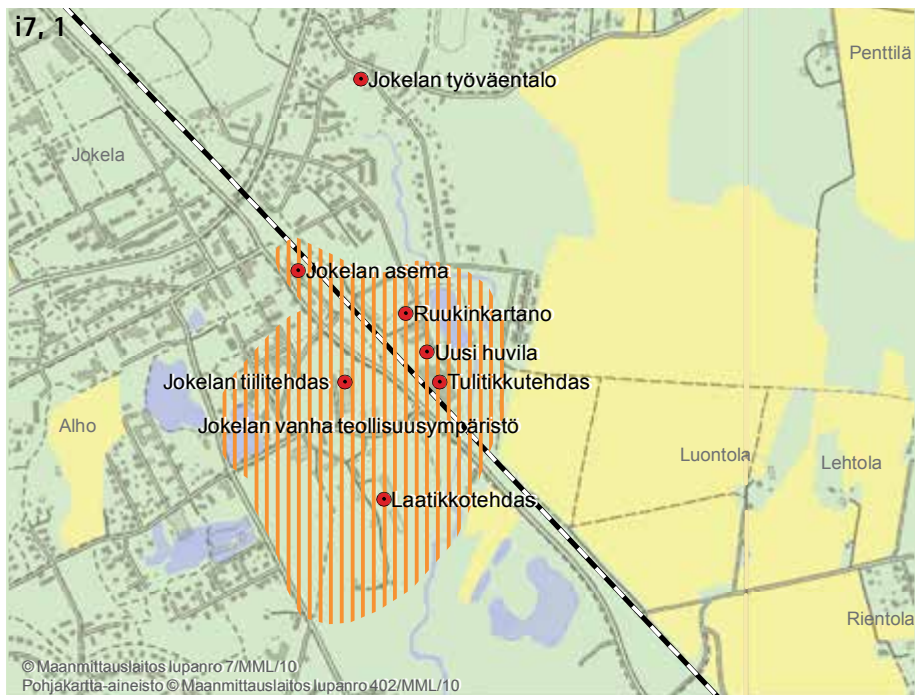 i7, 1
Penttilä
Jokelan työväentalo
Jokela
Jokelan asema
Ruukinkartano
Uusi huvila
Jokelan tiilitehdas
Tulitikkutehdas
Alho
Jokelan vanha teollisuusympäristö
Luontola
Lehtola
Laatikkotehdas
Rientola
© Maanmittauslaitos lupanro 7/MML/10
Pohjakartta-aineisto © Maanmittauslaitos lupanro 402/MML/10